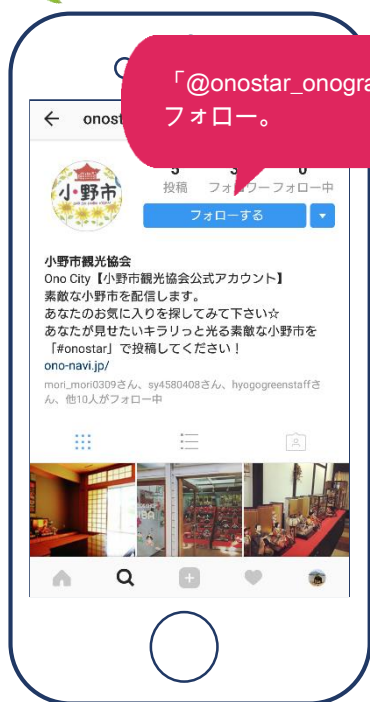 「@onostar_onogra
フォロー。
onost
小野市
投稿 フォロワー フォロー中
フォローする
小野市観光協会
Ono City【小野市観光協会公式アカウント】
素敵な小野市を配信します。
あなたのお気に入りを探してみて下さい☆
あなたが見せたいキラリっと光る素敵な小野市を
「#onostar」で投稿してください！
ono-navi.jp/
mori_mori0309さん、sy4580408さん、hyogogreenstaffさ
ん、他10人がフォロー中